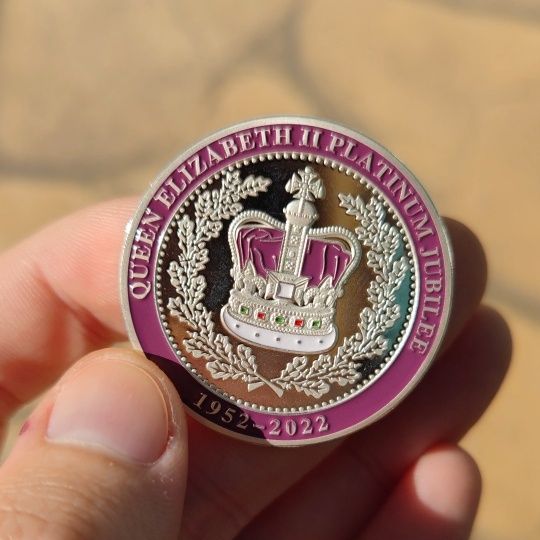 QUEEN ELIZABETH II PLATINUM JUBILEE
1952-2022